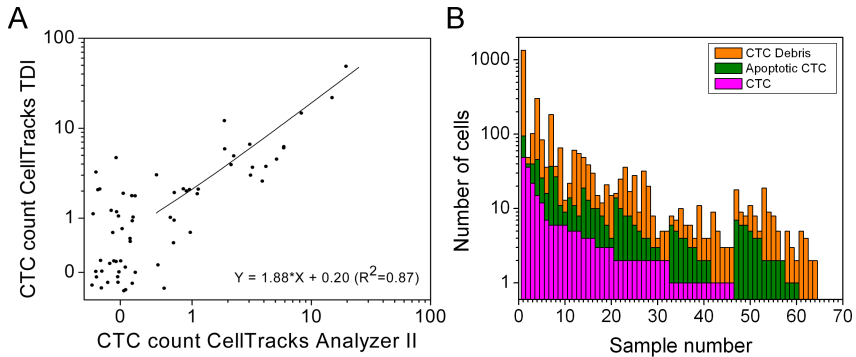 A
CTC count CellTracks TDI
100
10
1
0
Y = 1.88*X + 0.20 (R²=0.87)
0
1
10
100
CTC count CellTracks Analyzer II
B
Number of cells
1000
100
10
1
CTC Debris
Apoptotic CTC
CTC
0
10
20
30
40
50
60
70
Sample number